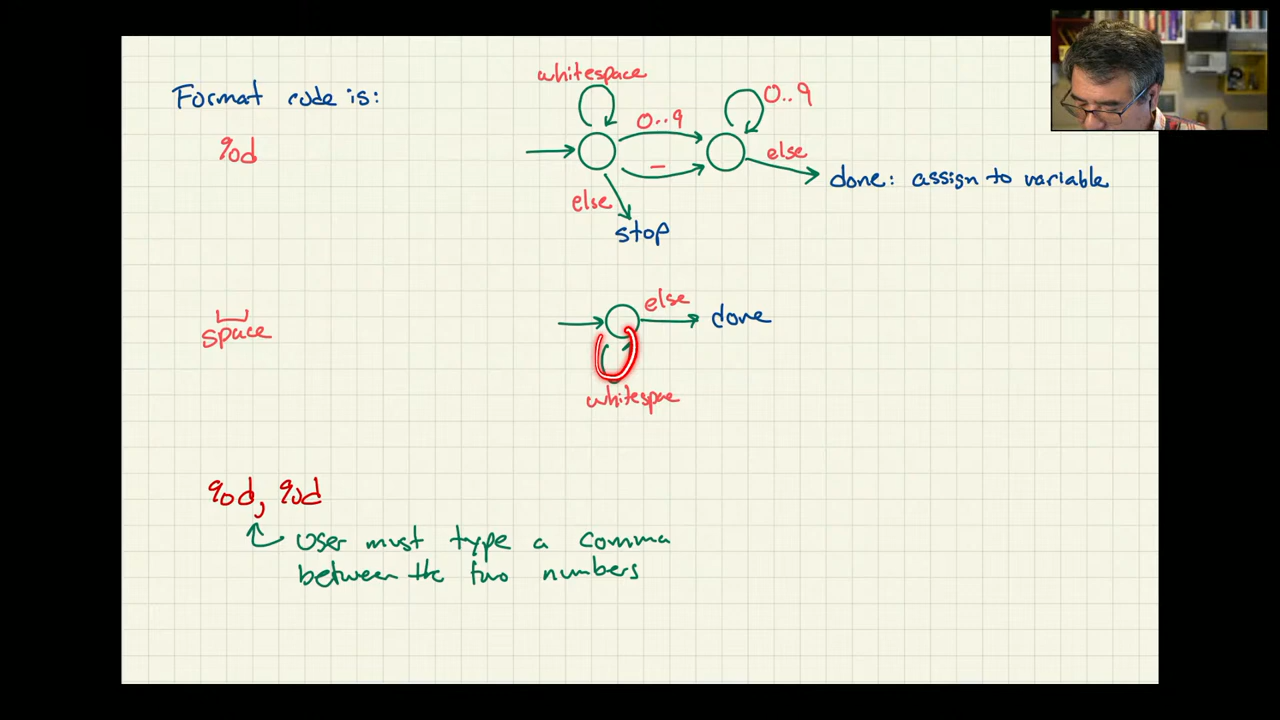 Format code is:
%d
whitespace
0..9
-
else
stop
0..9
else
done: assign to variable
space
else
done
whitespae
%d, %d
User must type a comma
between the two numbers